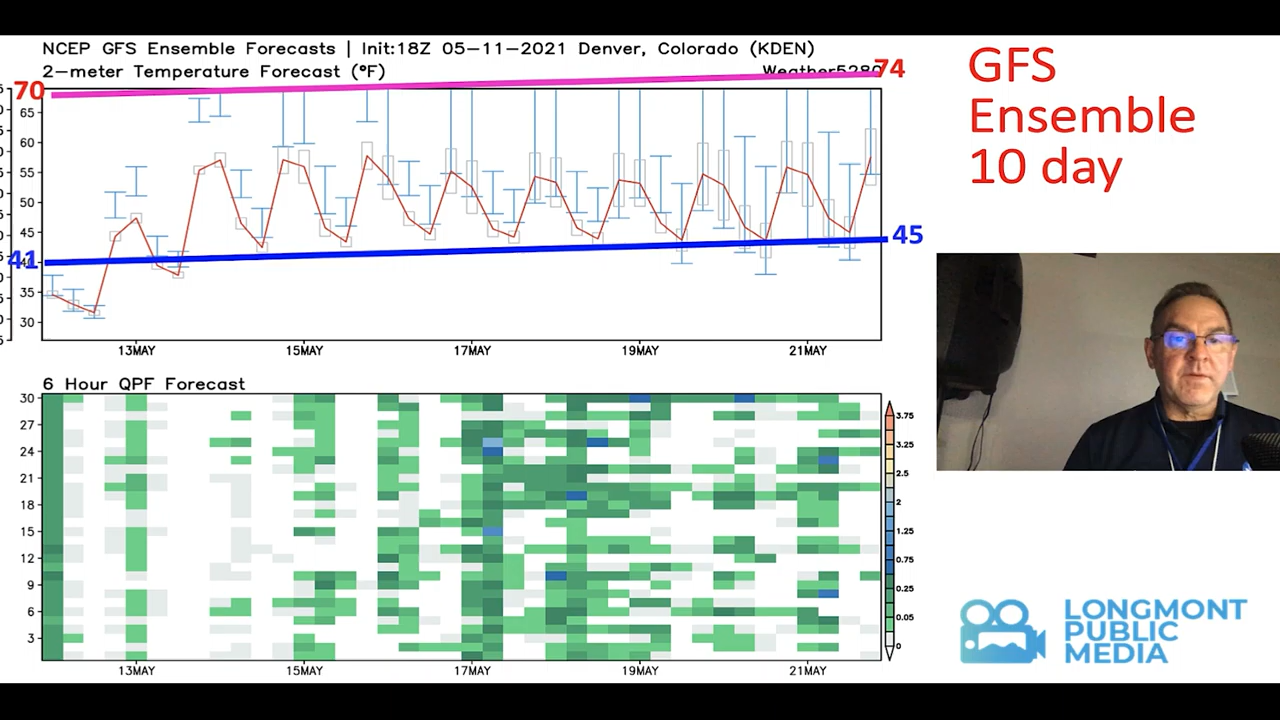 NCEP GFS Ensemble Forecasts | Init:18Z 05-11-2021 Denver, Colorado (KDEN)
2-meter Temperature Forecast (°F)
Weather5280
70
74
65
60
55
50
45
40
35
30
41
45
13MAY 15MAY 17MAY 19MAY 21MAY
6 Hour QPF Forecast
30
27
24
21
18
15
12
9
6
3
13MAY 15MAY 17MAY 19MAY 21MAY
3.75
3.25
2.5
2
1.25
0.75
0.25
0.05
0
GFS
Ensemble
10 day
LONGMONT
PUBLIC
MEDIA